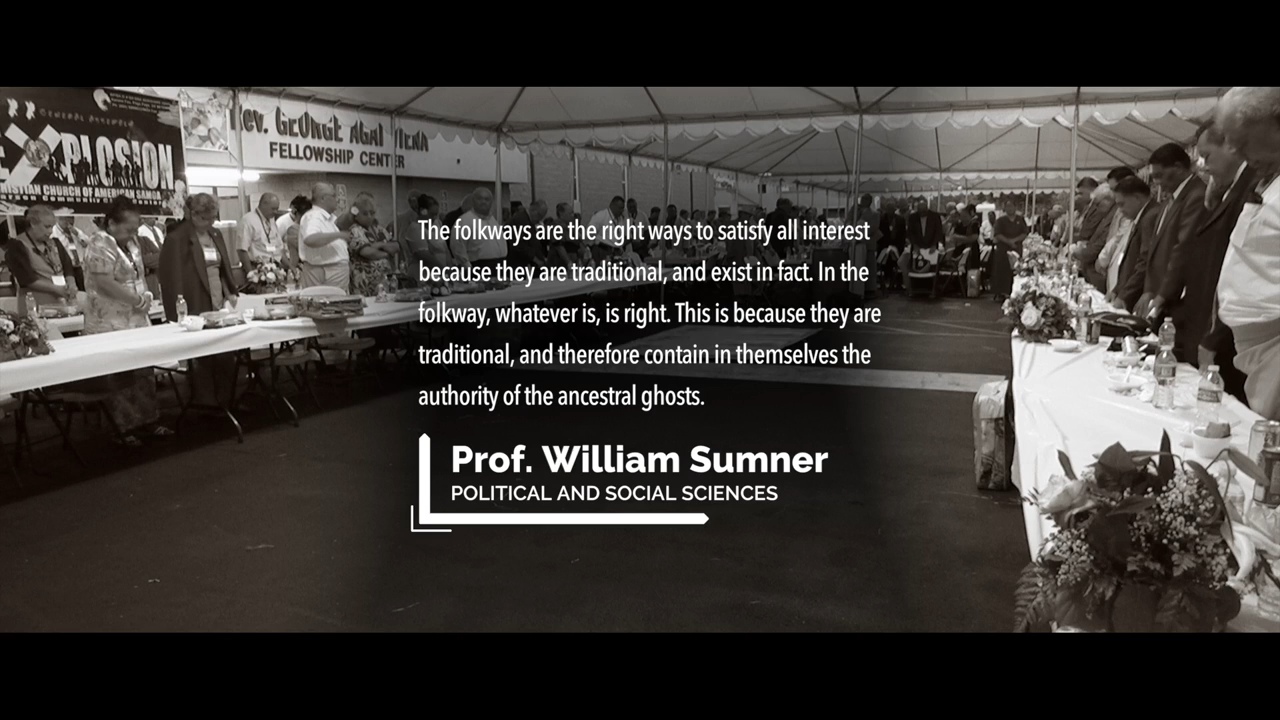 GENERAL ASSEMBLY
XPLOSION
CHRISTIAN CHURCH OF AMERICAN SAMOA
Rev. GEORGE AGAI
FELLOWSHIP CENTER
The folkways are the right ways to satisfy all interest
because they are traditional, and exist in fact. In the
folkway, whatever is, is right. This is because they are
traditional, and therefore contain in themselves the
authority of the ancestral ghosts.
Prof. William Sumner
POLITICAL AND SOCIAL SCIENCES